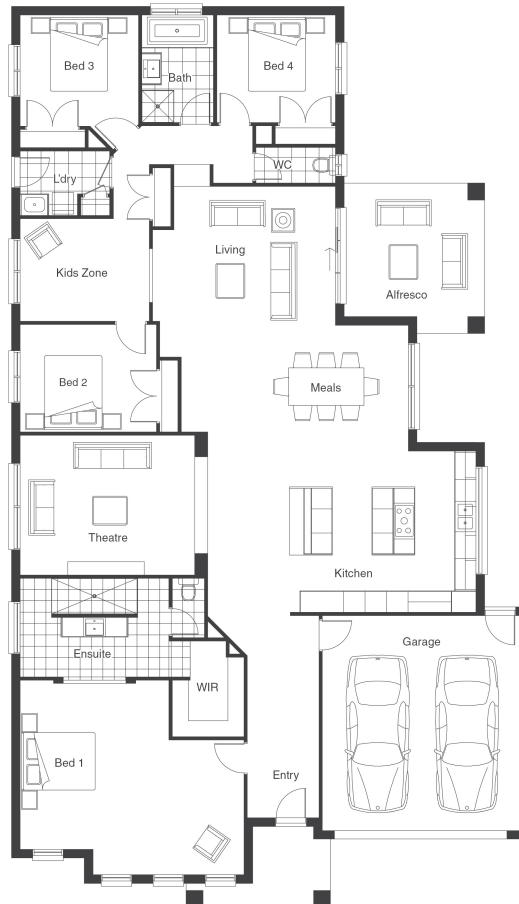 Bed 3
Bath
Bed 4
WC
L'dry
Living
Kids Zone
Alfresco
Bed 2
Meals
Theatre
Kitchen
Garage
Ensuite
WIR
Bed 1
Entry